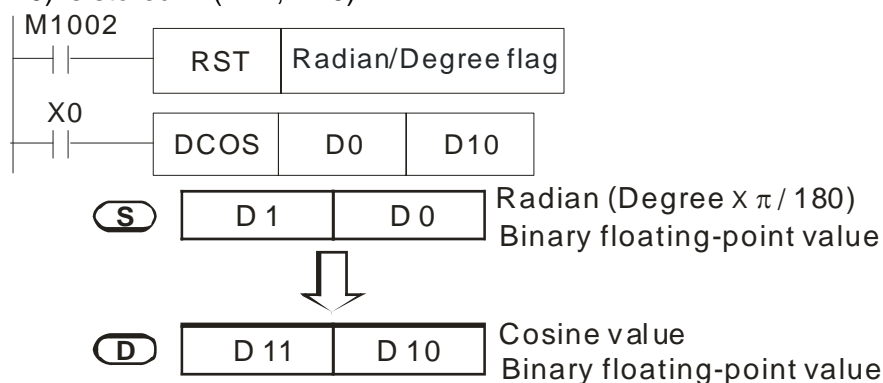 M1002
RST Radian/Degree flag
X0
DCOS D0 D10
S D 1 D 0 Radian (Degree X π / 180)
Binary floating-point value
D D 11 D 10 Cosine value
Binary floating-point value